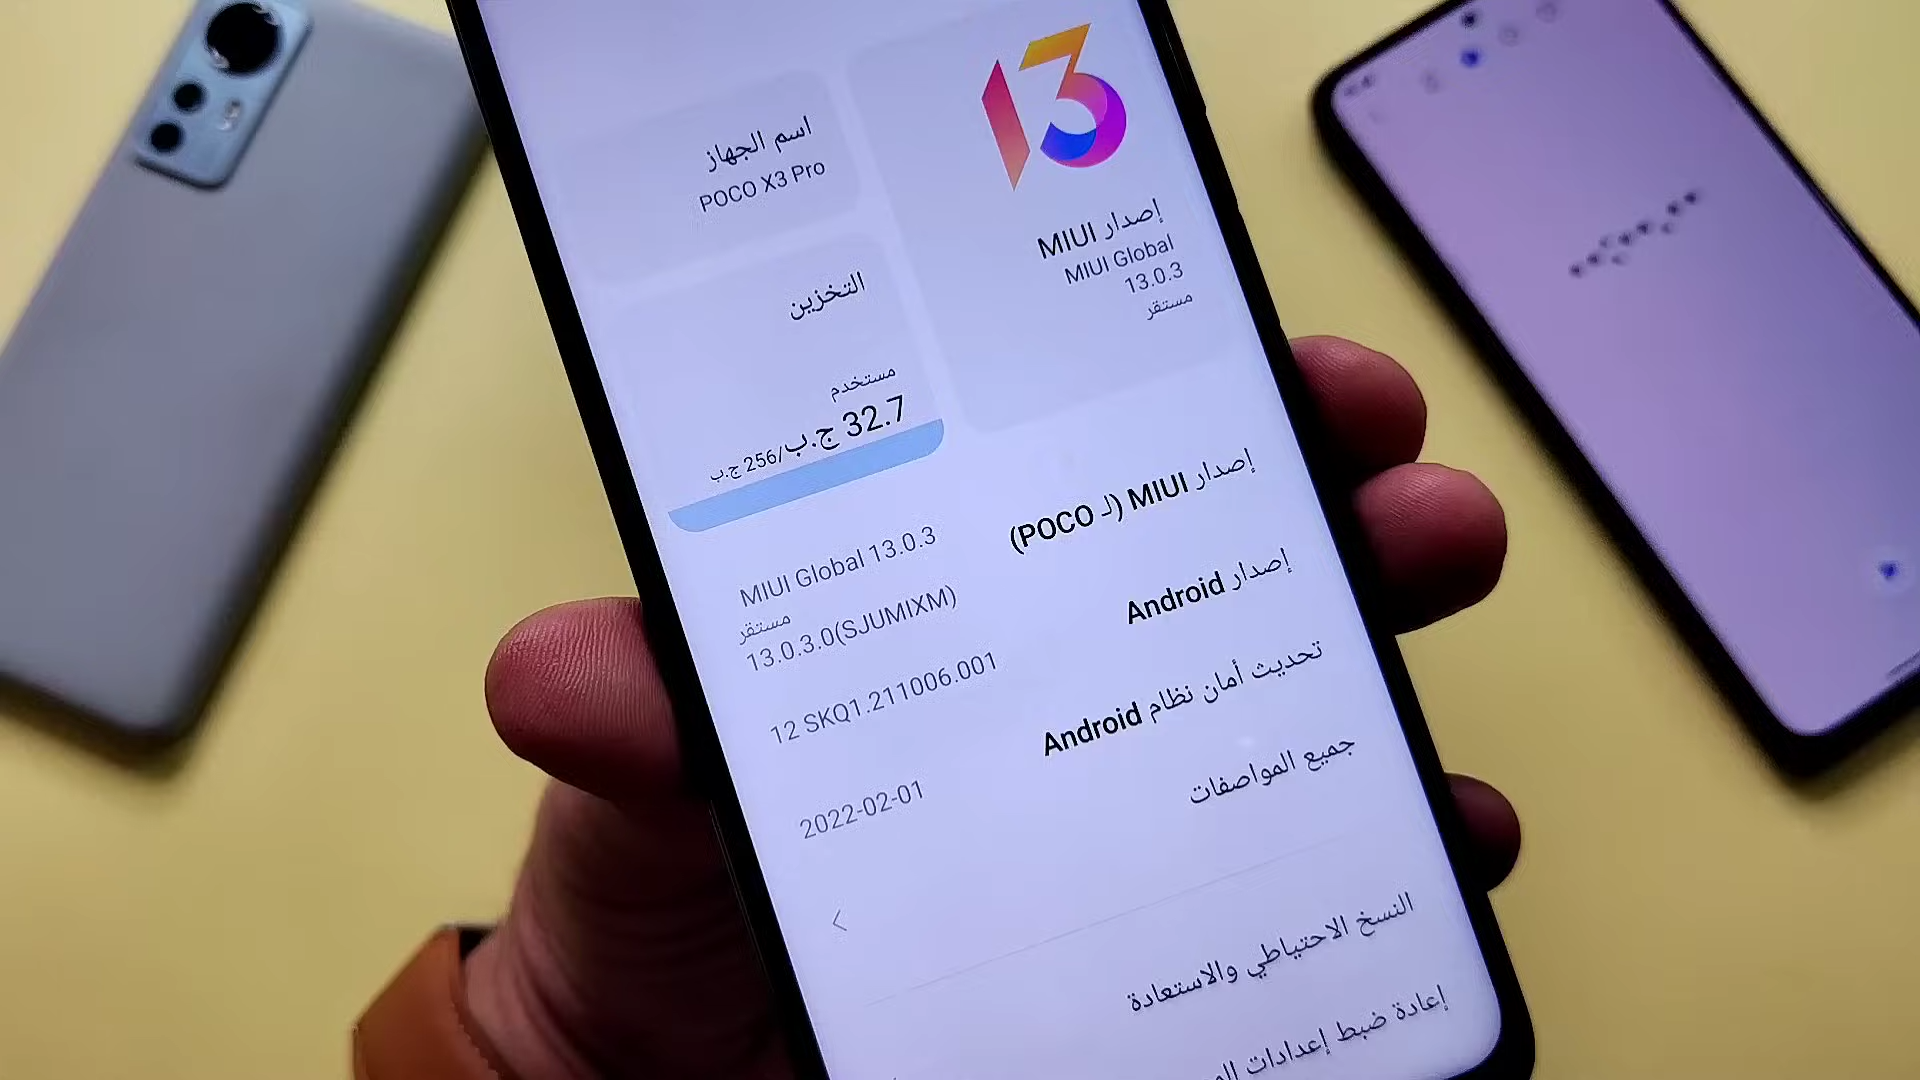 13
إصدار MIUI
MIUI Global
13.0.3
مستقر
اسم الجهاز
POCO X3 Pro
التخزين
مستخدم
32.7 ج.ب/256 ج.ب
إصدار MIUI (لـ POCO)
MIUI Global 13.0.3
مستقر
13.0.3.0(SJUMIXM)
إصدار Android
12 SKQ1.211006.001
تحديث أمان نظام Android
2022-02-01
جميع المواصفات
النسخ الاحتياطي والاستعادة
إعادة ضبط إعدادات